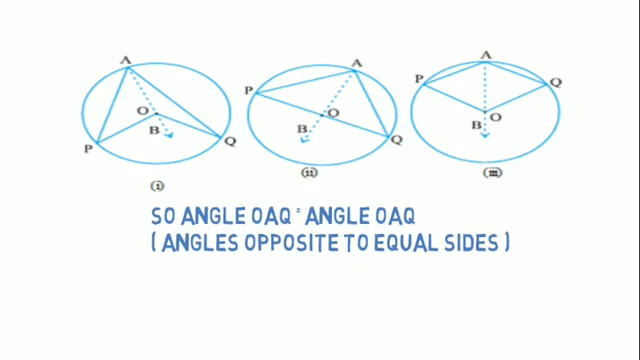 A
O
B
P
Q
(i)
A
P
O
B
Q
(ii)
A
P
Q
B
O
(iii)
SO ANGLE OAQ = ANGLE OAQ
( ANGLES OPPOSITE TO EQUAL SIDES )